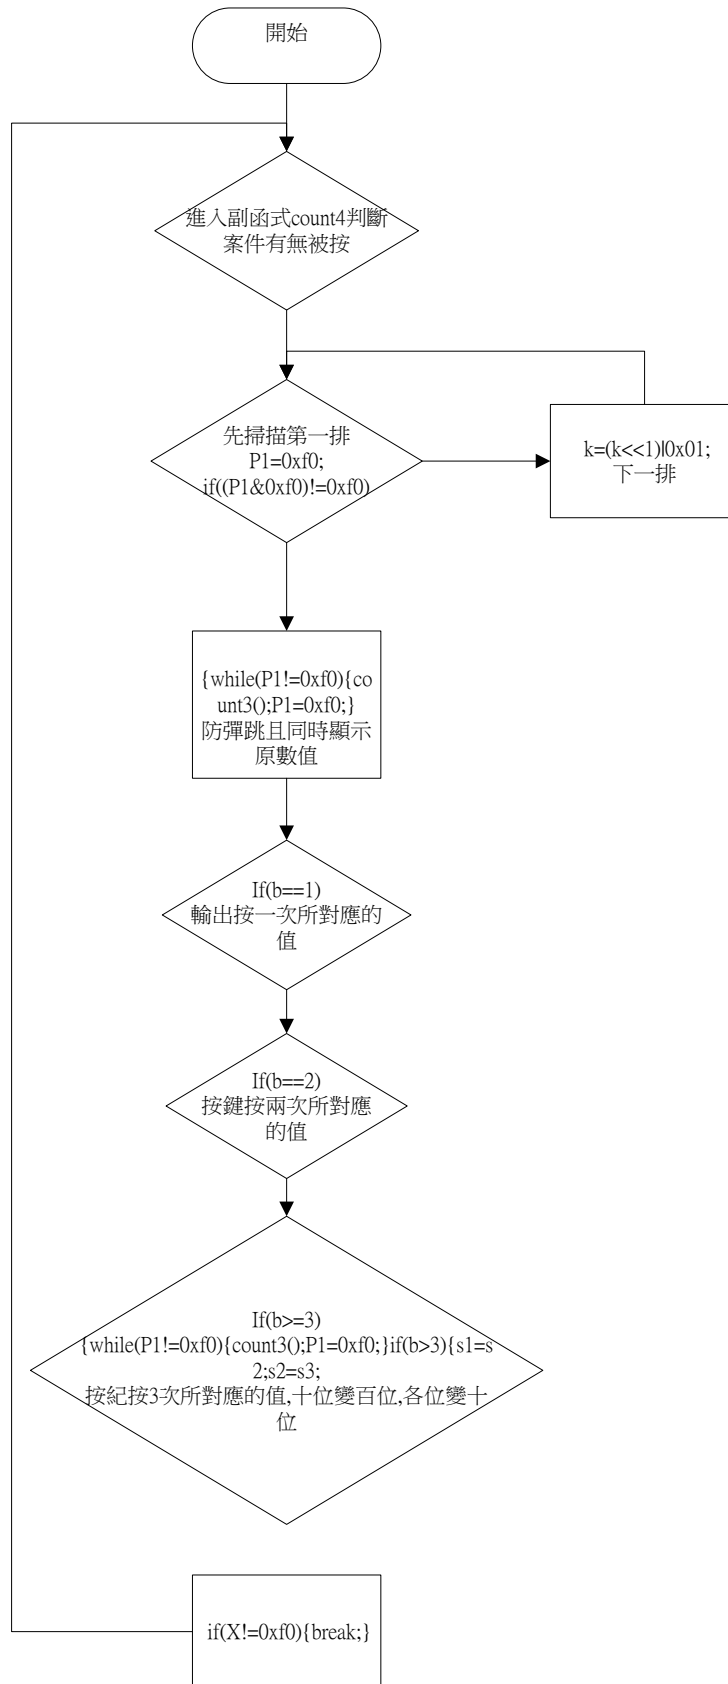 開始
進入副函式count4判斷
案件有無被按
先掃描第一排
P1=0xf0;
if((P1&0xf0)!=0xf0)
k=(k<<1)|0x01;
下一排
{while(P1!=0xf0){co
unt3();P1=0xf0;}
防彈跳且同時顯示
原數值
If(b==1)
輸出按一次所對應的
值
If(b==2)
按鍵按兩次所對應
的值
If(b>=3)
{while(P1!=0xf0){count3();P1=0xf0;}if(b>3){s1=s
2;s2=s3;
按紀按3次所對應的值,十位變百位,各位變十
位
if(X!=0xf0){break;}